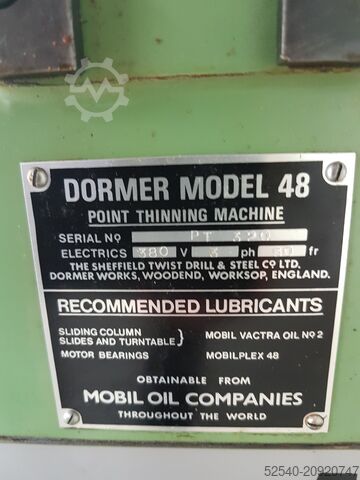 DORMER MODEL 48
POINT THINNING MACHINE
SERIAL Nº PT 320
ELECTRICS 380 V 3 ph 50 fr
THE SHEFFIELD TWIST DRILL & STEEL Cº LTD.
DORMER WORKS, WOODEND, WORKSOP, ENGLAND.
RECOMMENDED LUBRICANTS
SLIDING COLUMN
SLIDES AND TURNTABLE } MOBIL VACTRA OIL Nº 2
MOTOR BEARINGS MOBILPLEX 48
OBTAINABLE FROM
MOBIL OIL COMPANIES
THROUGHOUT THE WORLD
52540-20920747